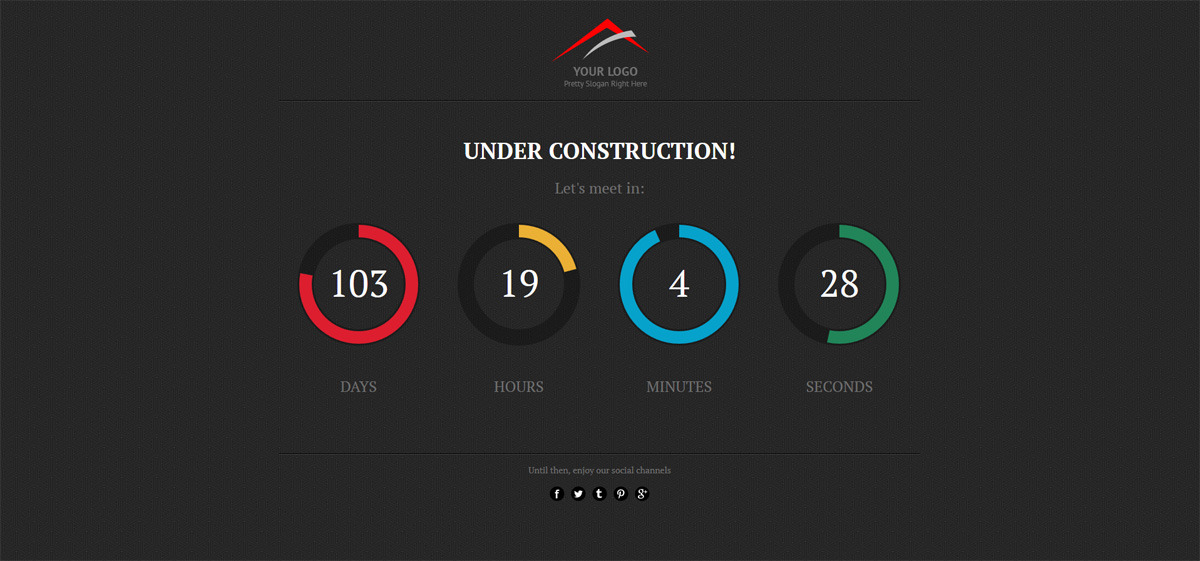 YOUR LOGO
Pretty Slogan Right Here
UNDER CONSTRUCTION!
Let's meet in:
103 19 4 28
DAYS HOURS MINUTES SECONDS
Until then, enjoy our social channels